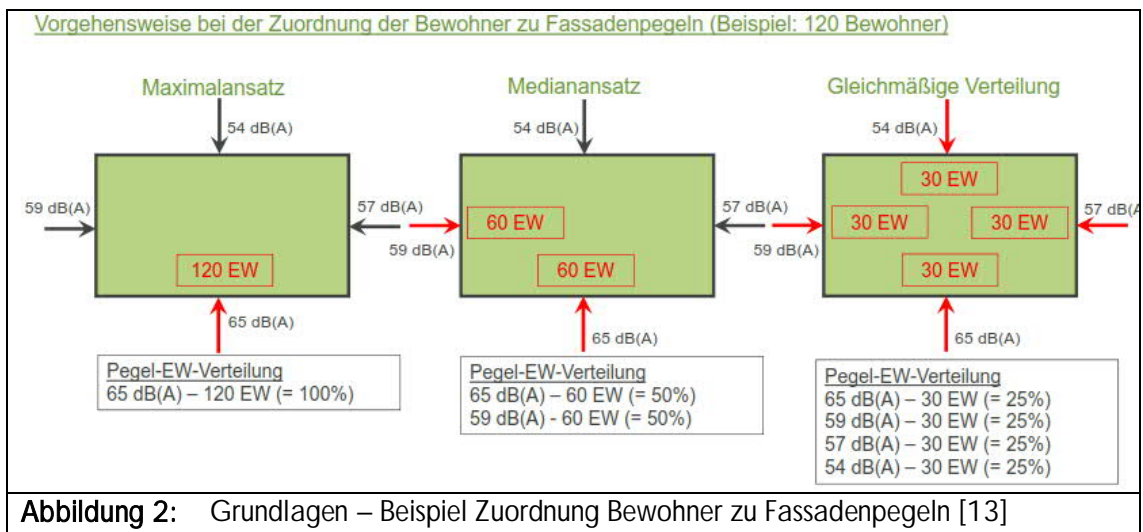 Vorgehensweise bei der Zuordnung der Bewohner zu Fassadenpegeln (Beispiel: 120 Bewohner)
Maximalansatz
54 dB(A)
59 dB(A)
57 dB(A)
120 EW
65 dB(A)
Pegel-EW-Verteilung
65 dB(A) – 120 EW (= 100%)
Medianansatz
54 dB(A)
59 dB(A)
57 dB(A)
60 EW
60 EW
65 dB(A)
Pegel-EW-Verteilung
65 dB(A) – 60 EW (= 50%)
59 dB(A) - 60 EW (= 50%)
Gleichmäßige Verteilung
54 dB(A)
59 dB(A)
57 dB(A
30 EW
30 EW
30 EW
30 EW
65 dB(A)
Pegel-EW-Verteilung
65 dB(A) – 30 EW (= 25%)
59 dB(A) – 30 EW (= 25%)
57 dB(A) – 30 EW (= 25%)
54 dB(A) – 30 EW (= 25%)
Abbildung 2: Grundlagen – Beispiel Zuordnung Bewohner zu Fassadenpegeln [13]